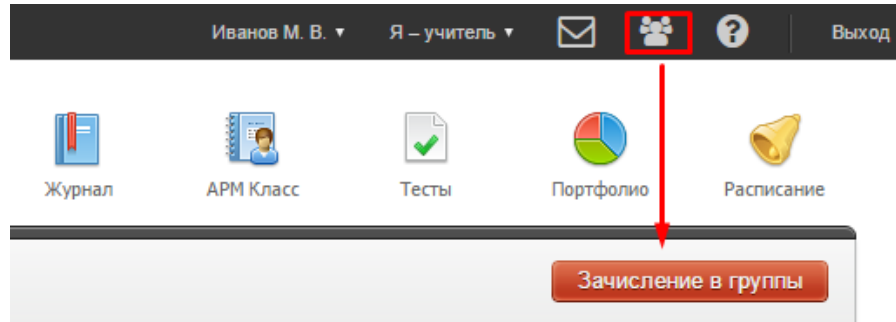 Иванов М. В. ▼ Я – учитель ▼ ? Выход
Журнал АРМ Класс Тесты Портфолио Расписание
Зачисление в группы